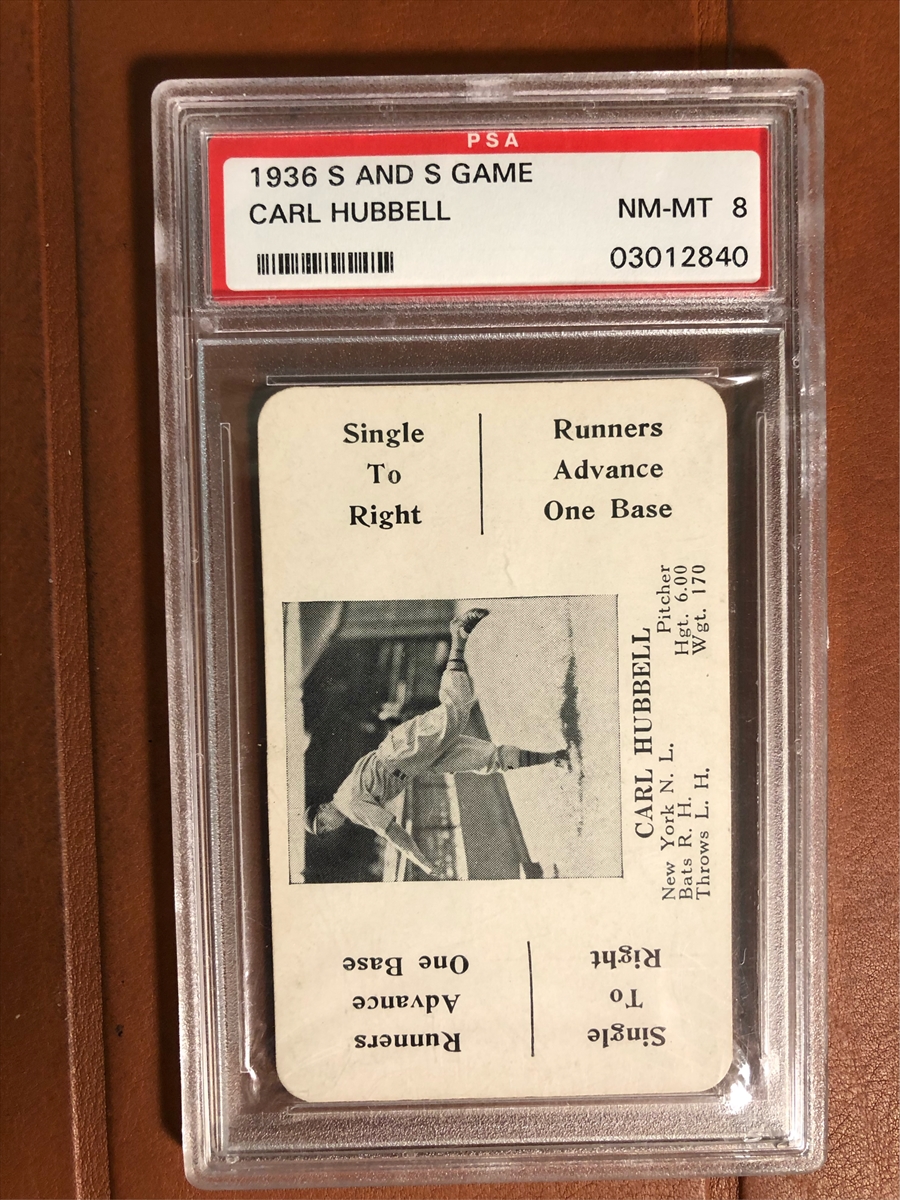 PSA
1936 S AND S GAME
CARL HUBBELL NM-MT 8
03012840
Single
To
Right
Runners
Advance
One Base
CARL HUBBELL
New York N. L. Pitcher
Bats R. H. Hgt. 6.00
Throws L. H. Wgt. 170
Single
To
Right
Runners
Advance
One Base